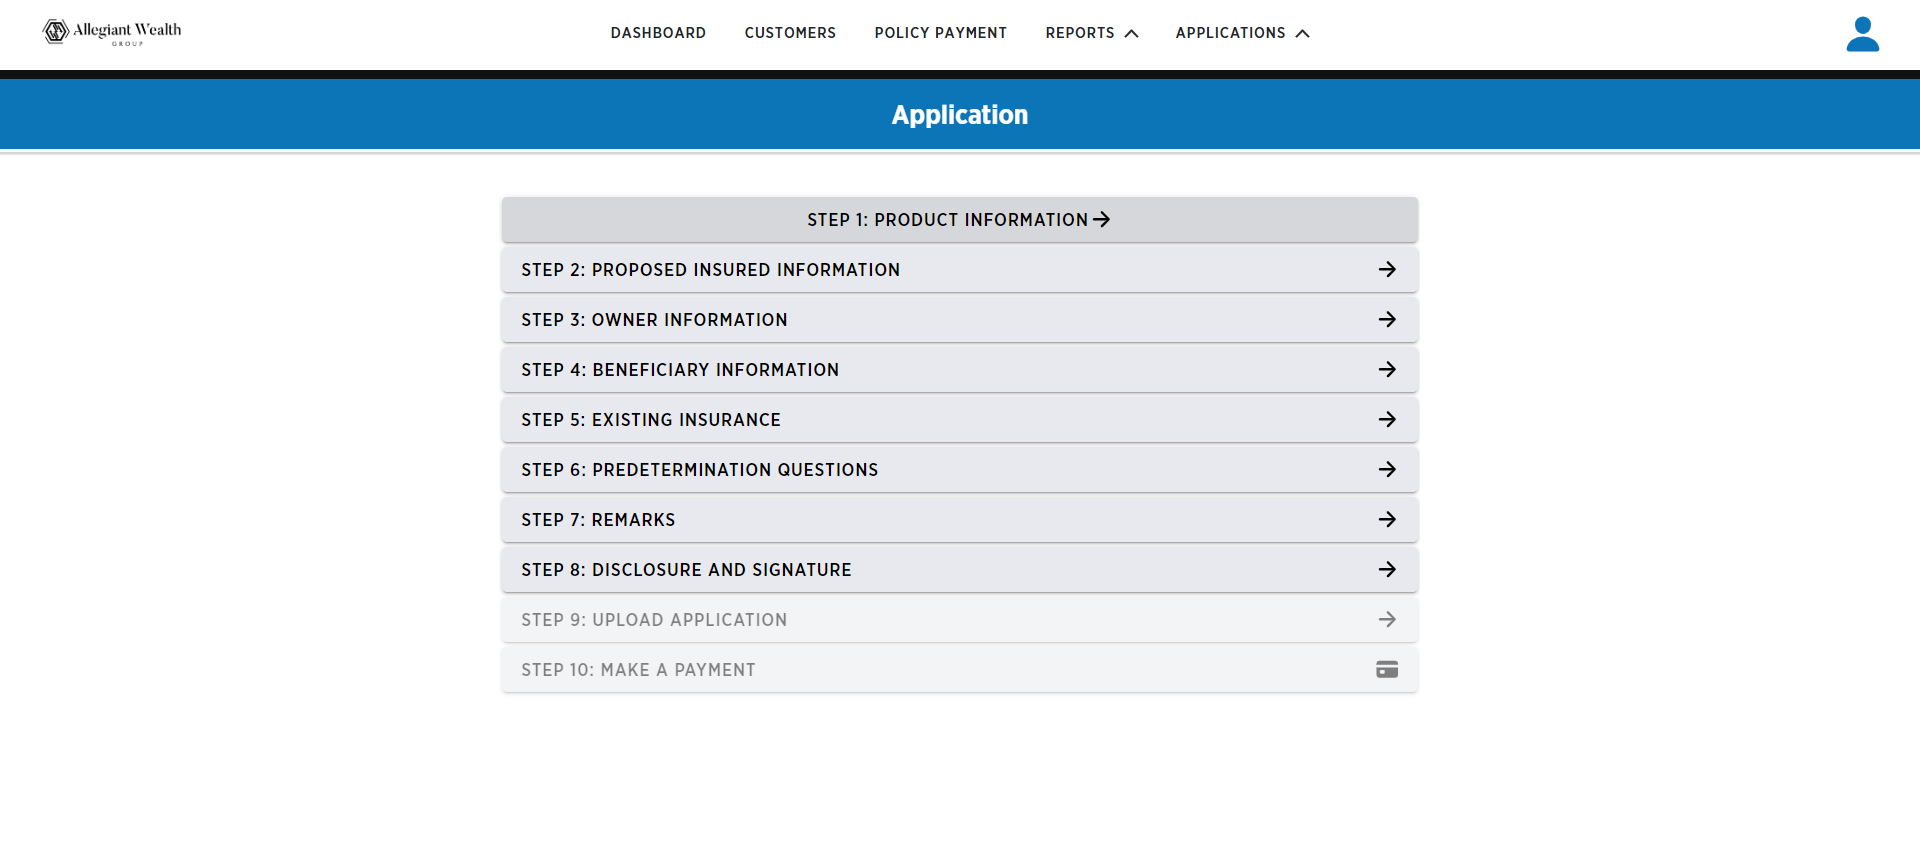 Allegiant Wealth
GROUP
DASHBOARD CUSTOMERS POLICY PAYMENT REPORTS APPLICATIONS
Application
STEP 1: PRODUCT INFORMATION
STEP 2: PROPOSED INSURED INFORMATION
STEP 3: OWNER INFORMATION
STEP 4: BENEFICIARY INFORMATION
STEP 5: EXISTING INSURANCE
STEP 6: PREDETERMINATION QUESTIONS
STEP 7: REMARKS
STEP 8: DISCLOSURE AND SIGNATURE
STEP 9: UPLOAD APPLICATION
STEP 10: MAKE A PAYMENT